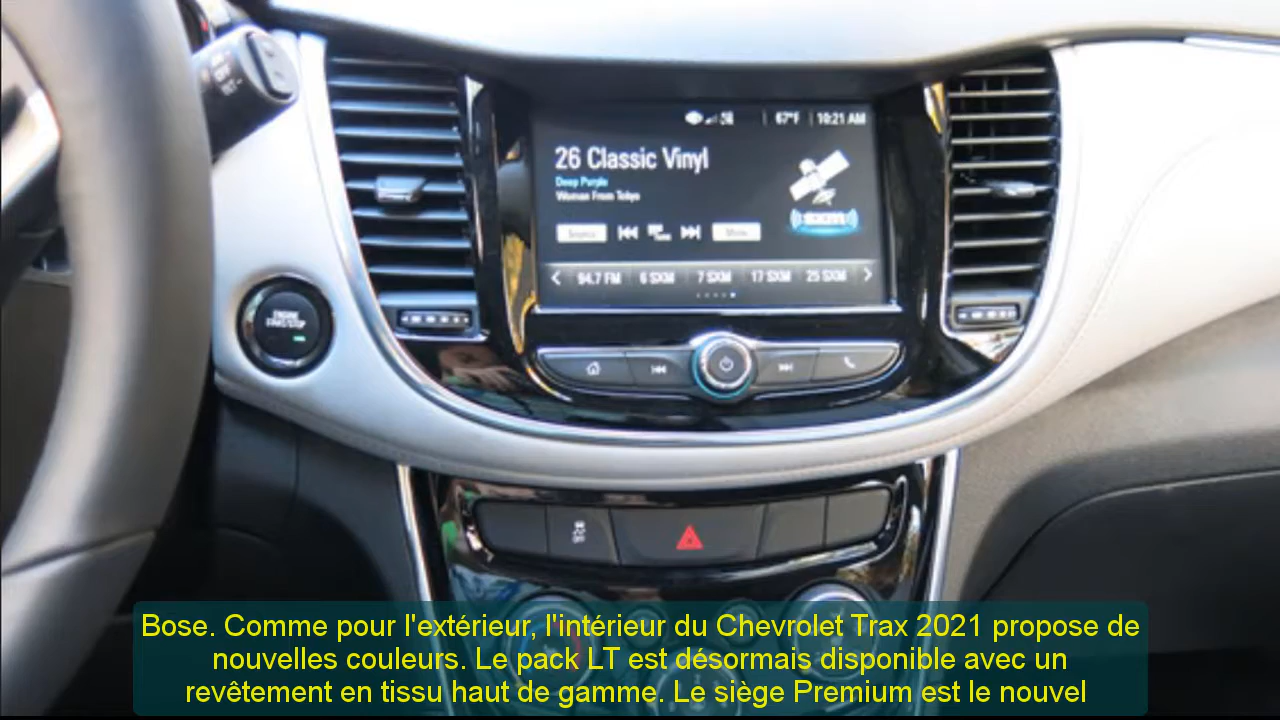 67°F 10:21 AM
26 Classic Vinyl
Deep Purple
Woman From Tokyo
sxm
More
94.7 FM 6 SXM 7 SXM 17 SXM 25 SXM
ENGINE
START/STOP
OFF
Bose. Comme pour l'extérieur, l'intérieur du Chevrolet Trax 2021 propose de
nouvelles couleurs. Le pack LT est désormais disponible avec un
revêtement en tissu haut de gamme. Le siège Premium est le nouvel